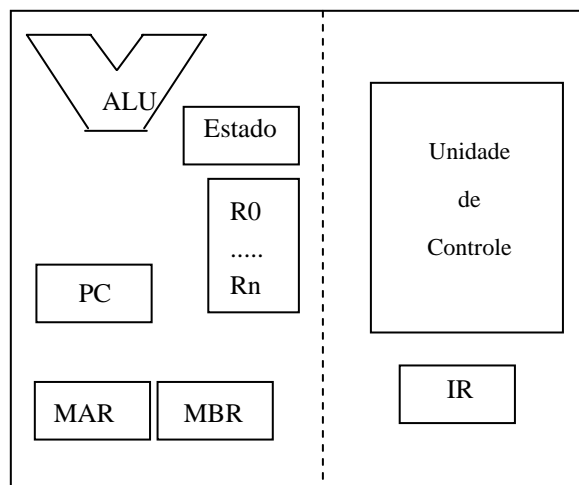 ALU
Estado
R0
.....
Rn
PC
MAR
MBR
Unidade
de
Controle
IR